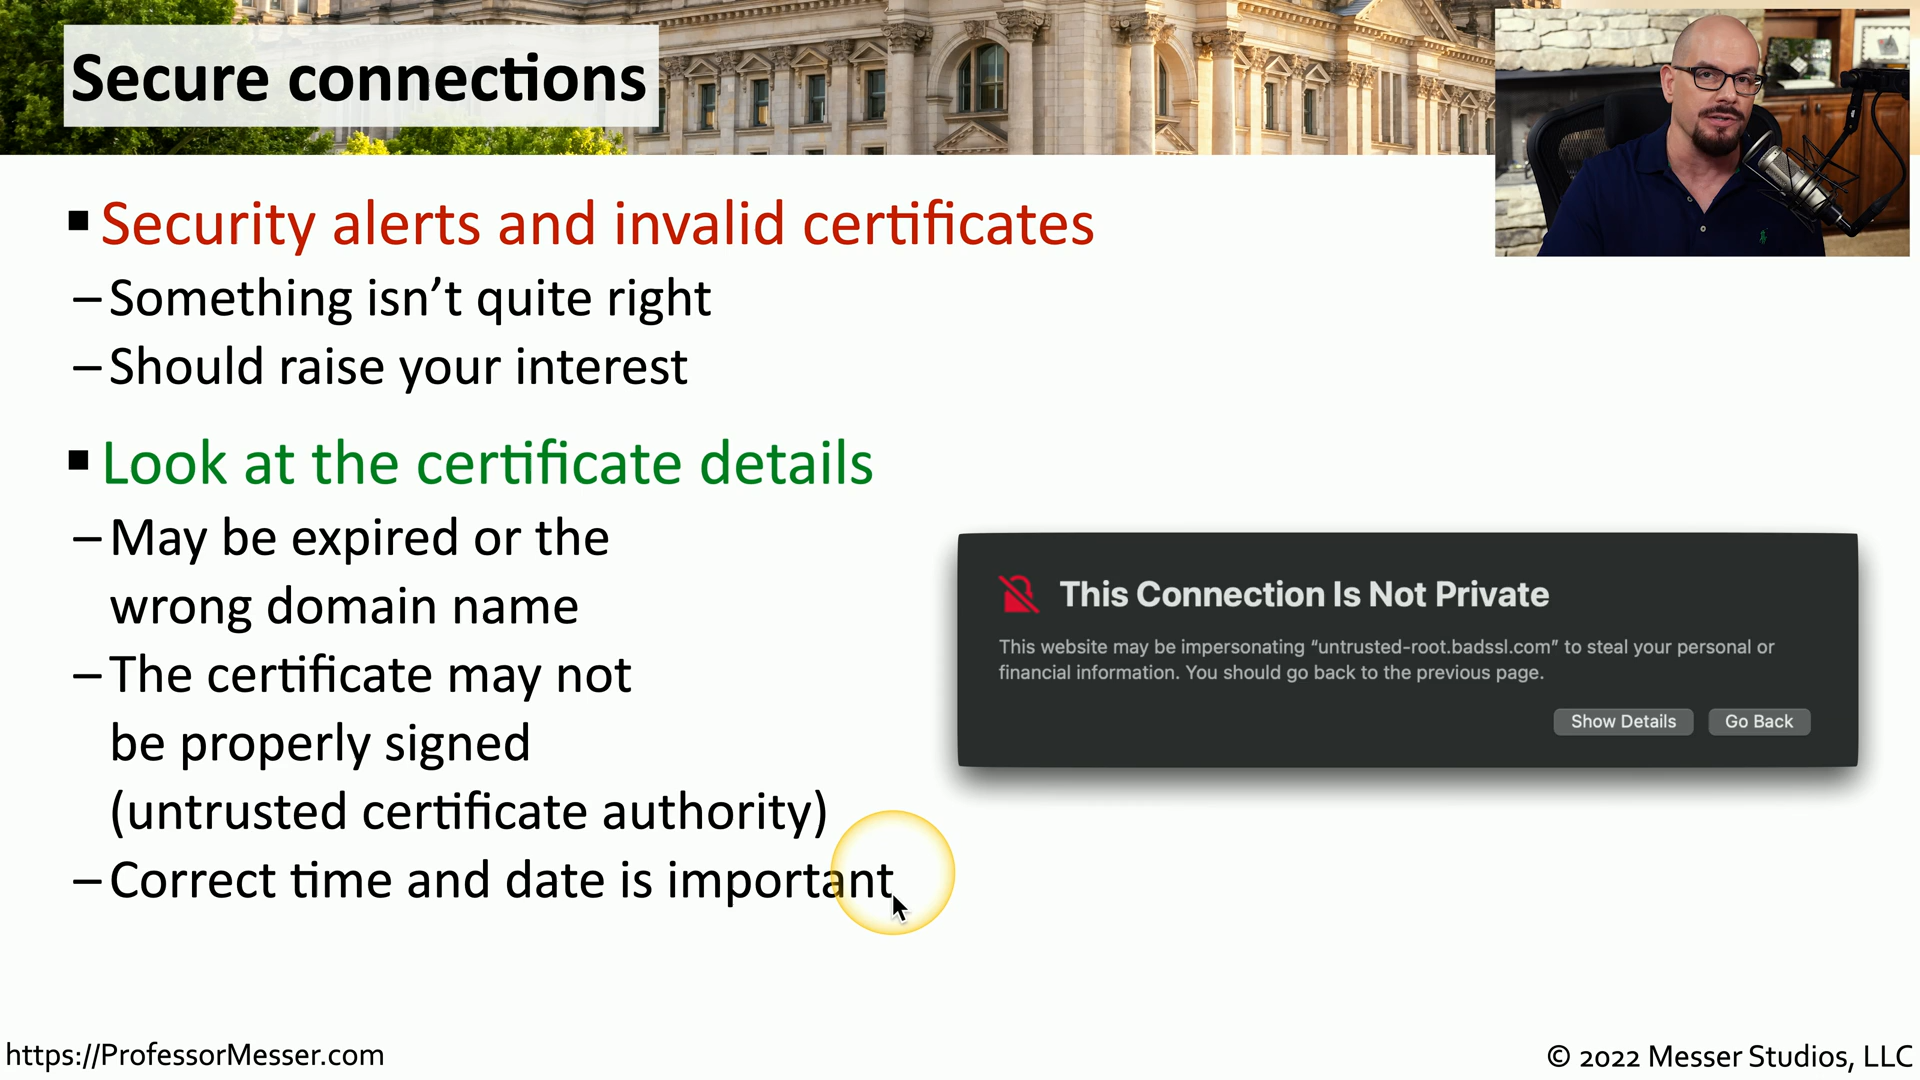 Secure connections
▪ Security alerts and invalid certificates
– Something isn’t quite right
– Should raise your interest
▪ Look at the certificate details
– May be expired or the
wrong domain name
– The certificate may not
be properly signed
(untrusted certificate authority)
– Correct time and date is important
This Connection Is Not Private
This website may be impersonating “untrusted-root.badssl.com” to steal your personal or
financial information. You should go back to the previous page.
Show Details Go Back
https://ProfessorMesser.com
© 2022 Messer Studios, LLC